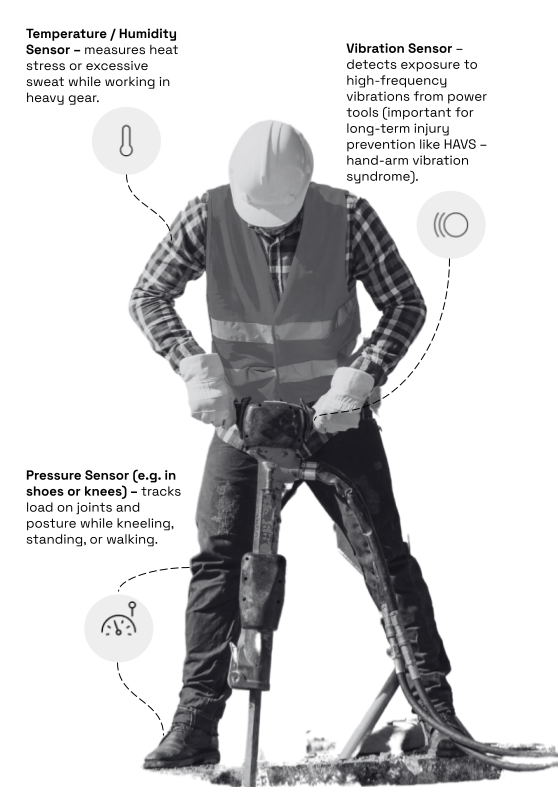 Temperature / Humidity
Sensor – measures heat
stress or excessive
sweat while working in
heavy gear.
Vibration Sensor –
detects exposure to
high-frequency
vibrations from power
tools (important for
long-term injury
prevention like HAVS –
hand-arm vibration
syndrome).
Pressure Sensor (e.g. in
shoes or knees) – tracks
load on joints and
posture while kneeling,
standing, or walking.